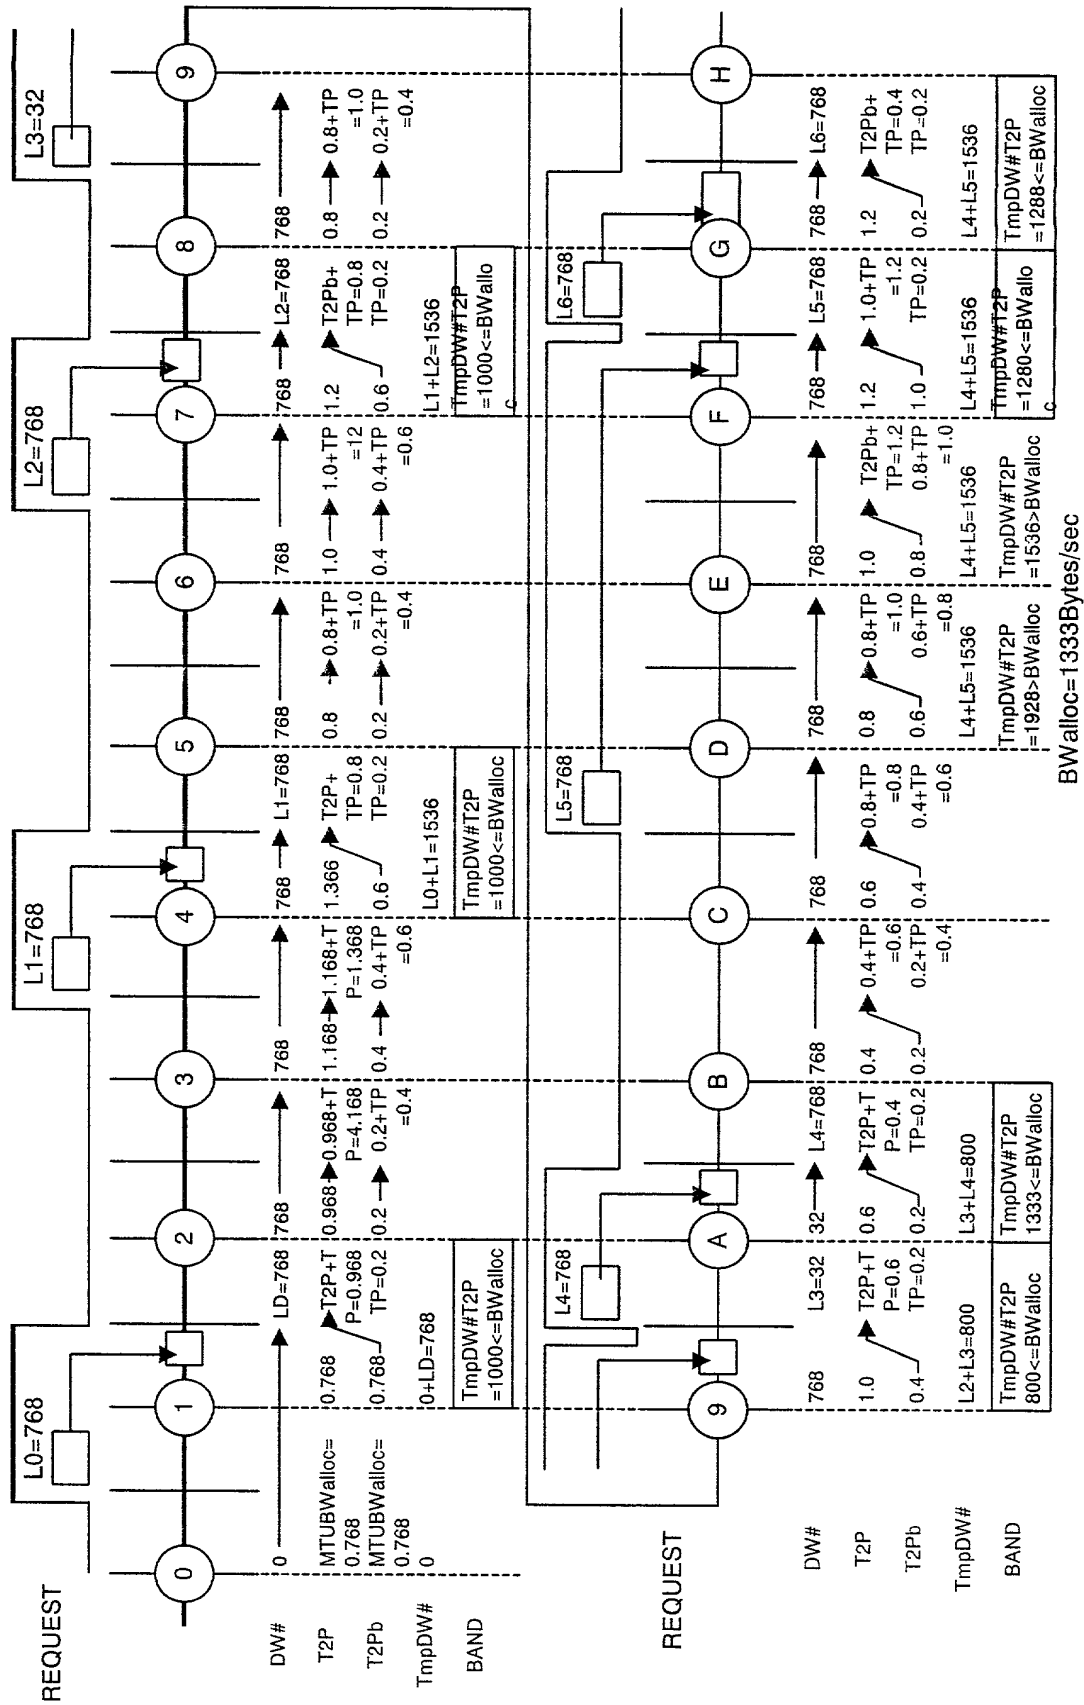 REQUEST
L0=768
L1=768
L2=768
L3=32
0
1
2
3
4
5
6
7
8
9
DW#
0
LD=768
768
768
768
L1=768
768
768
768
L2=768
768
T2P
MTUBWalloc=
0.768
0.768
T2P+T
P=0.968
0.968
0.968+T
P=4.168
1.168
1.168+T
P=1.368
1.366
T2P+
TP=0.8
0.8
0.8+TP
=1.0
1.0
1.0+TP
=12
1.2
T2Pb+
TP=0.8
0.8
0.8+TP
=1.0
T2Pb
MTUBWalloc=
0.768
0.768
TP=0.2
0.2
0.2+TP
=0.4
0.4
0.4+TP
=0.6
0.6
TP=0.2
0.2
0.2+TP
=0.4
0.4
0.4+TP
=0.6
0.6
TP=0.2
0.2
0.2+TP
=0.4
TmpDW#
0
0+LD=768
L0+L1=1536
L1+L2=1536
BAND
TmpDW#T2P
=1000<=BWalloc
TmpDW#T2P
=1000<=BWalloc
TmpDW#T2P
=1000<=BWallo
c
REQUEST
L4=768
L5=768
L6=768
9
A
B
C
D
E
F
G
H
DW#
768
L3=32
32
L4=768
768
768
768
768
768
L5=768
768
L6=768
T2P
1.0
T2P+T
P=0.6
0.6
T2P+T
P=0.4
0.4
0.4+TP
=0.6
0.6
0.8+TP
=0.8
0.8
0.8+TP
=1.0
1.0
T2Pb+
TP=1.2
1.2
1.0+TP
=1.2
1.2
T2Pb+
TP=0.4
T2Pb
0.4
TP=0.2
0.2
TP=0.2
0.2
0.2+TP
=0.4
0.4
0.4+TP
=0.6
0.6
0.6+TP
=0.8
0.8
0.8+TP
=1.0
1.0
TP=0.2
0.2
TP=0.2
TmpDW#
L2+L3=800
L3+L4=800
L4+L5=1536
L4+L5=1536
L4+L5=1536
L4+L5=1536
BAND
TmpDW#T2P
800<=BWalloc
TmpDW#T2P
1333<=BWalloc
TmpDW#T2P
=1928>BWalloc
TmpDW#T2P
=1536>BWalloc
TmpDW#T2P
=1280<=BWallo
c
TmpDW#T2P
=1288<=BWalloc
BWalloc=1333Bytes/sec